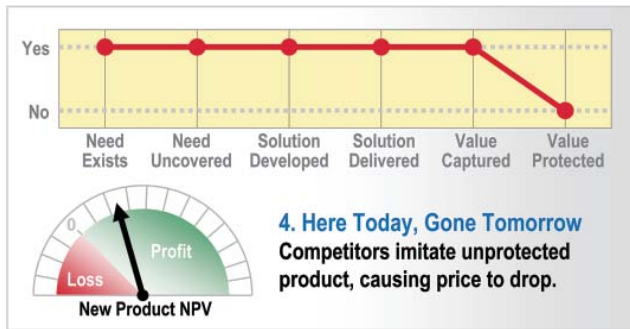 Yes
No
Need Exists
Need Uncovered
Solution Developed
Solution Delivered
Value Captured
Value Protected
0
Profit
Loss
New Product NPV
4. Here Today, Gone Tomorrow
Competitors imitate unprotected
product, causing price to drop.